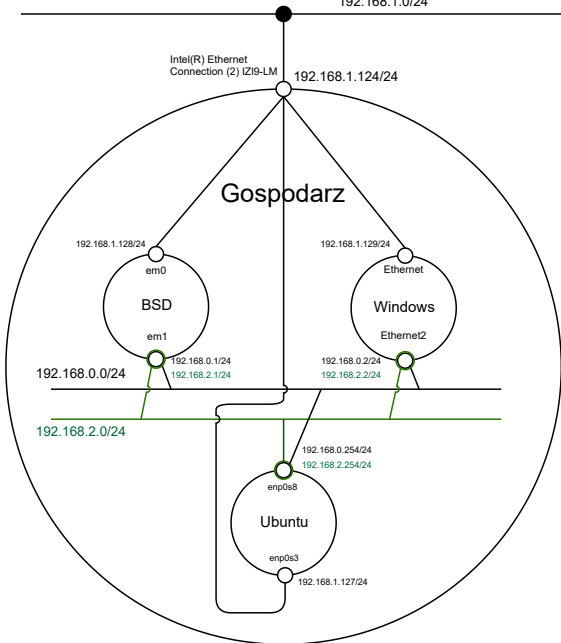 192.168.1.0/24
Intel(R) Ethernet
Connection (2) IZI9-LM
192.168.1.124/24
Gospodarz
192.168.1.128/24
em0
BSD
em1
192.168.0.1/24
192.168.2.1/24
192.168.1.129/24
Ethernet
Windows
Ethernet2
192.168.0.2/24
192.168.2.2/24
192.168.0.0/24
192.168.2.0/24
192.168.0.254/24
192.168.2.254/24
enp0s8
Ubuntu
enp0s3
192.168.1.127/24